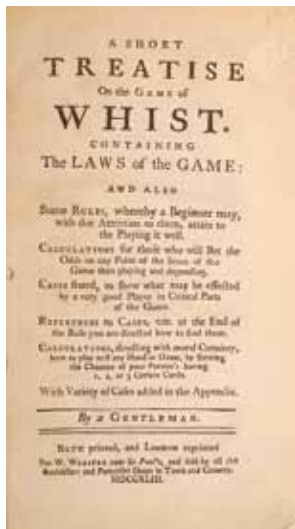 A SHORT
TREATISE
On the GAME of
WHIST.
CONTAINING
The LAWS of the GAME:
AND ALSO
Some RULES, whereby a Beginner may,
with due Attention to them, attain to
the Playing it well.
CALCULATIONS for those who will Bet the
Odds on any Point of the Score of the
Game then playing and depending.
CASES stated, to shew what may be effected
by a very good Player in Critical Parts
of the Game.
REFERENCES to CASES, viz. at the End of
the Rule you are directed how to find them.
CALCULATIONS, directing with moral Certainty,
how to play well any Hand or Game, by shewing
the Chances of your Partner's having
1, 2, or 3 Certain Cards.
With Variety of Cases added in the Appendix.
By a GENTLEMAN.
BATH printed, and LONDON reprinted
For W. WEBSTER near St. Paul's, and sold by all the
Booksellers and Pamphlet Shops in Town and Country.
MDCCXLIII.